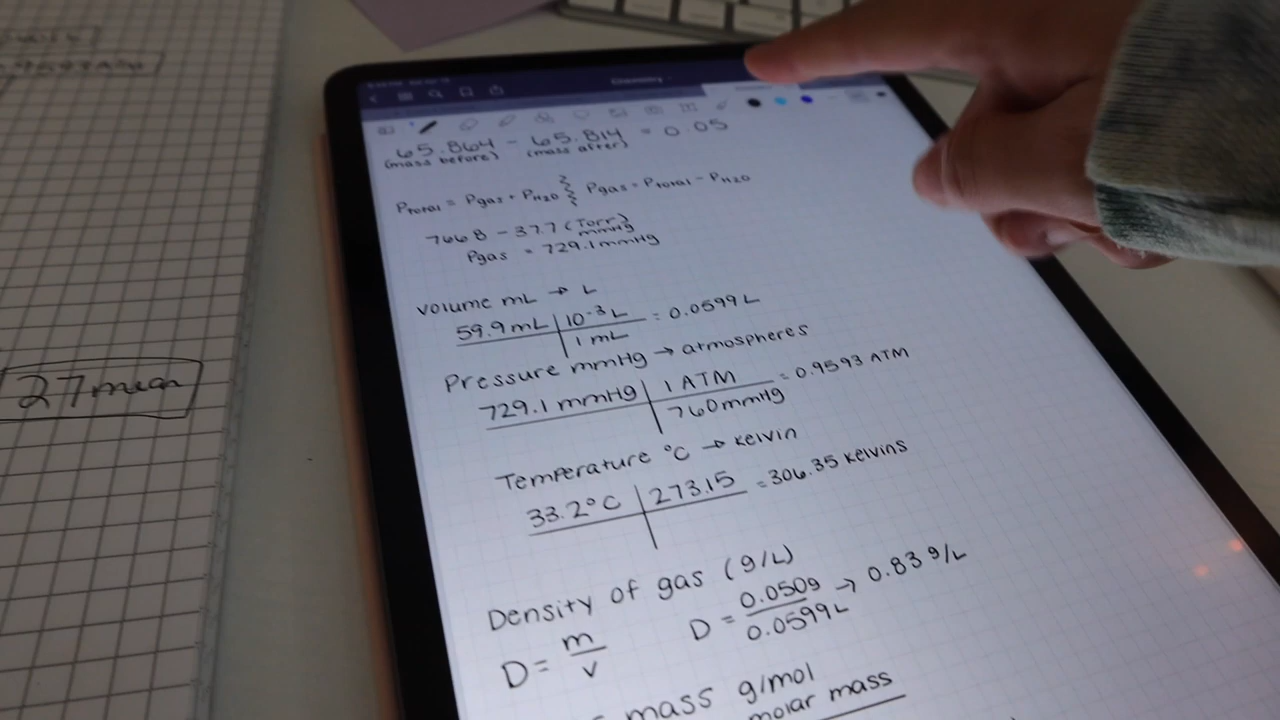 Chemistry
65.864 - 65.814 = 0.05
(mass before) (mass after)
Ptotal = Pgas + PH2O Pgas = Ptotal - PH2O
766.8 - 37.7 (Torr)
mmHg
Pgas = 729.1 mmHg
volume mL → L
59.9 mL | 10⁻³ L = 0.0599 L
1 mL
Pressure mmHg → atmospheres
729.1 mmHg | 1 ATM = 0.9593 ATM
760 mmHg
Temperature °C → kelvin
33.2°C | 273.15 = 306.35 kelvins
Density of gas (g/L)
D = m/v D = 0.050g/0.0599L → 0.83 g/L
mass g/mol
molar mass
27